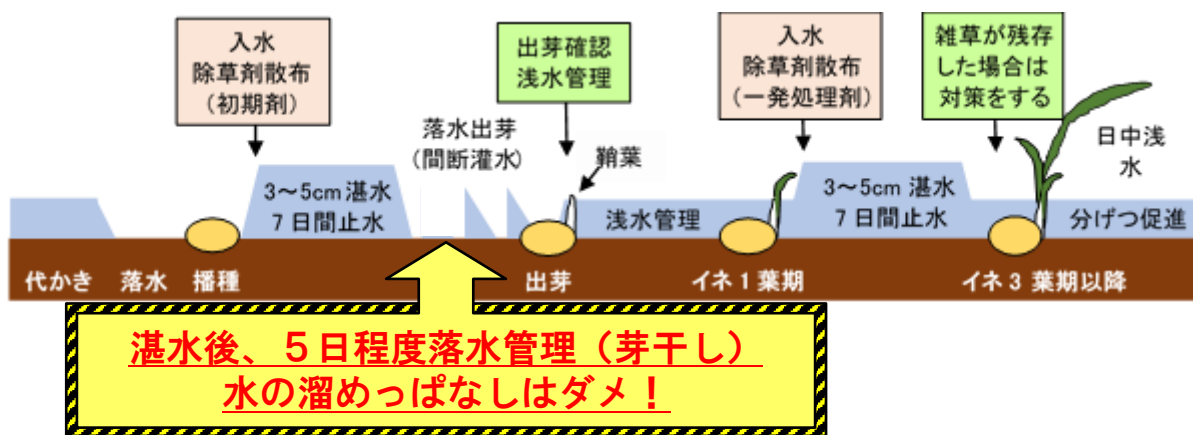 入水
除草剤散布
（初期剤）
落水出芽
(間断灌水)
出芽確認
浅水管理
鞘葉
入水
除草剤散布
(一発処理剤)
雑草が残存
した場合は
対策をする
日中浅
水
3～5cm 湛水
7日間止水
浅水管理
3～5cm 湛水
7日間止水
分げつ促進
代かき 落水 播種 出芽 イネ1葉期 イネ3葉期以降
湛水後、５日程度落水管理（芽干し）
水の溜めっぱなしはダメ！